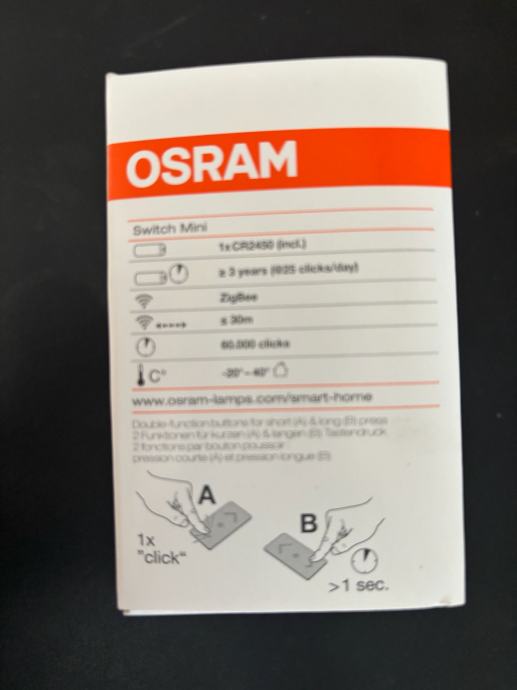 OSRAM
Switch Mini
1x CR2450 (incl.)
≥ 3 years (@25 clicks/day)
ZigBee
≤ 30m
60.000 clicks
C° -20° - 40°
www.osram-lamps.com/smart-home
Double-function buttons for short (A) & long (B) press
2 Funktionen für kurzen (A) & langen (B) Tastendruck
2 fonctions par bouton poussoir:
pression courte (A) et pression longue (B)
A
1x
"click"
B
>1 sec.